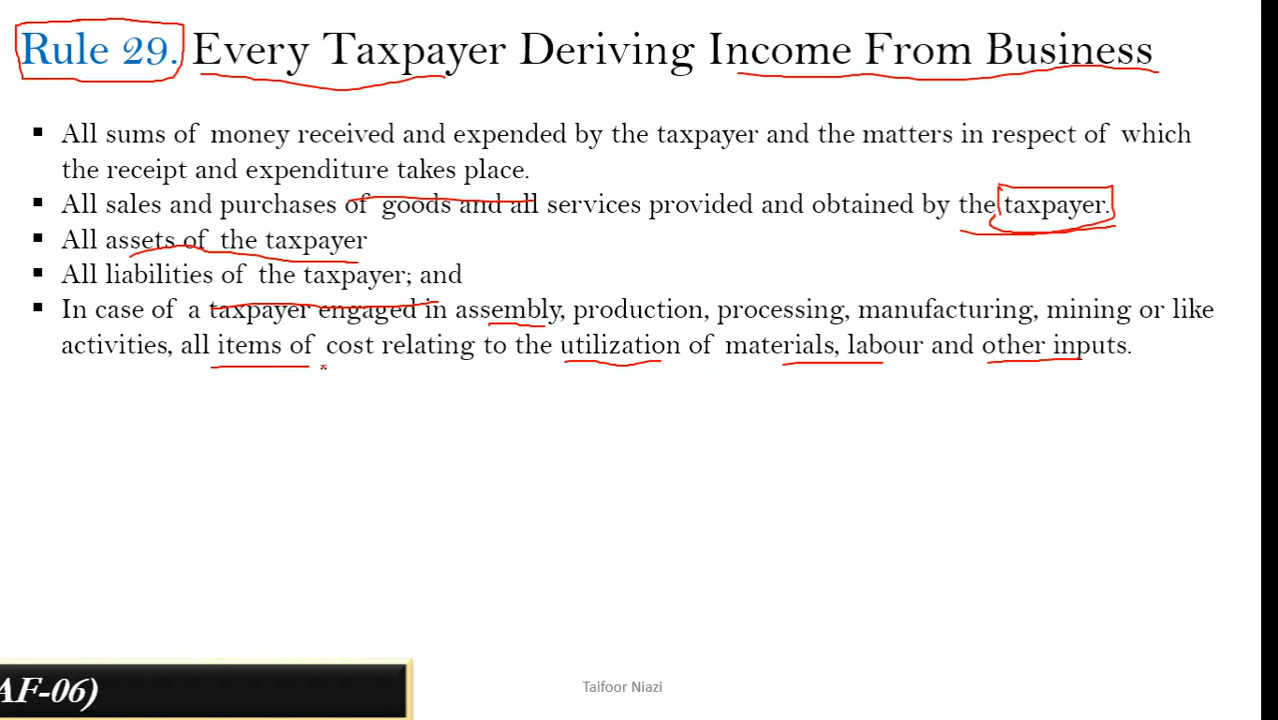 Rule 29. Every Taxpayer Deriving Income From Business
▪ All sums of money received and expended by the taxpayer and the matters in respect of which
the receipt and expenditure takes place.
▪ All sales and purchases of goods and all services provided and obtained by the taxpayer.
▪ All assets of the taxpayer
▪ All liabilities of the taxpayer; and
▪ In case of a taxpayer engaged in assembly, production, processing, manufacturing, mining or like
activities, all items of cost relating to the utilization of materials, labour and other inputs.
AF-06)
Taifoor Niazi